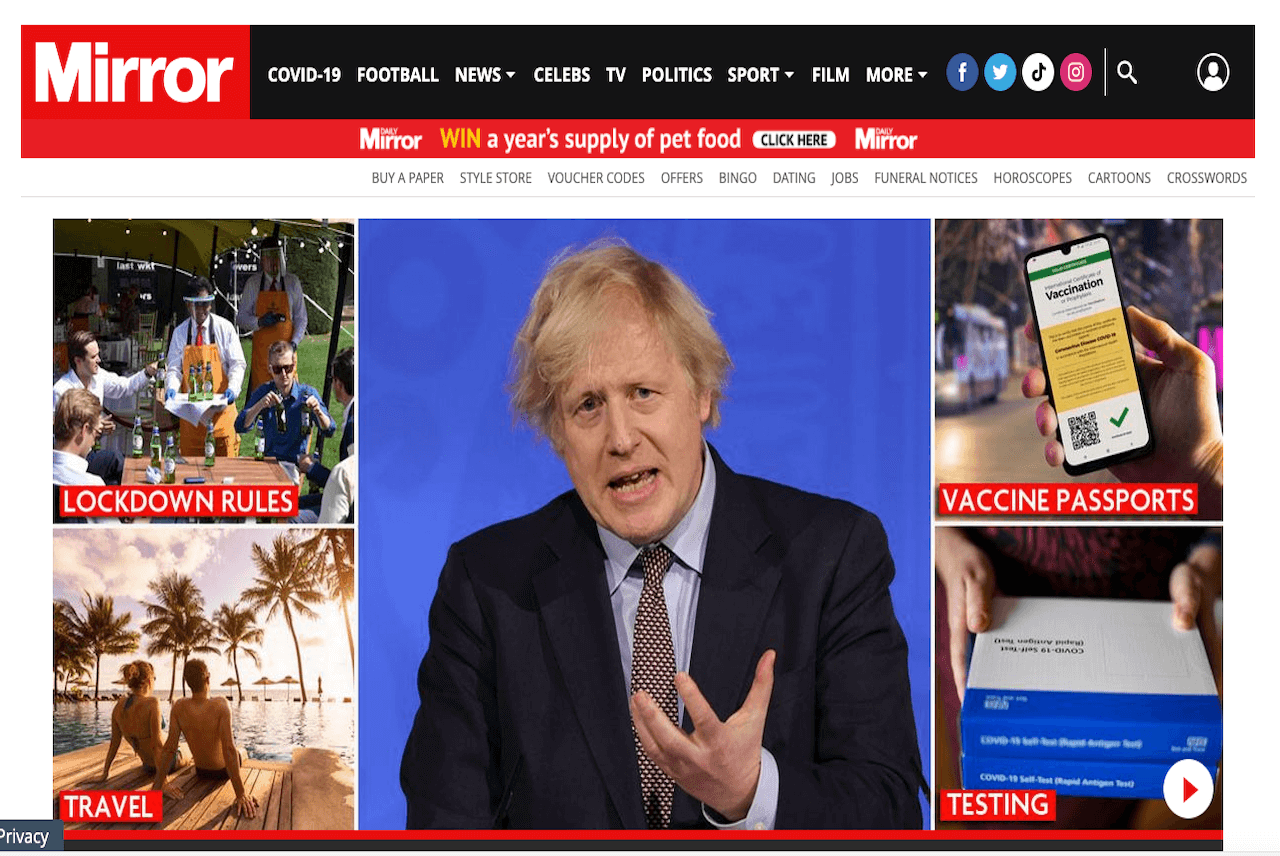 Mirror
COVID-19 FOOTBALL NEWS CELEBS TV POLITICS SPORT FILM MORE
DAILY Mirror WIN a year's supply of pet food CLICK HERE DAILY Mirror
BUY A PAPER STYLE STORE VOUCHER CODES OFFERS BINGO DATING JOBS FUNERAL NOTICES HOROSCOPES CARTOONS CROSSWORDS
last wkt
overs
LOCKDOWN RULES
International Certificate of
Vaccination
or Prophylaxis
Coronavirus Disease COVID-19
VACCINE PASSPORTS
TRAVEL
COVID-19 Self-Test
(Rapid Antigen Test)
COVID-19 Self-Test (Rapid Antigen Test)
COVID-19 Self-Test (Rapid Antigen Test)
TESTING
Privacy